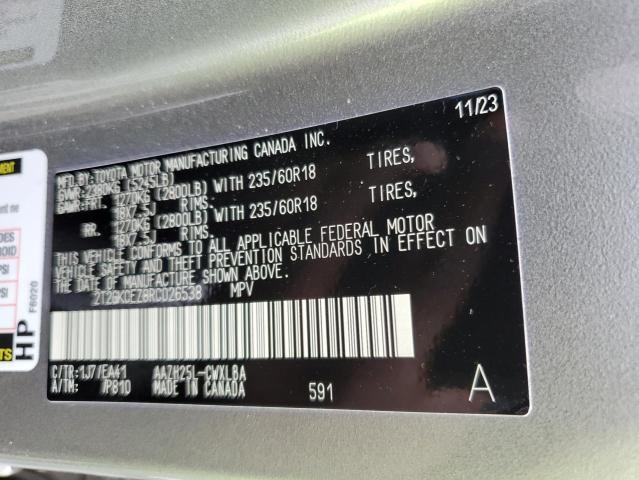 11/23
MFD.BY:TOYOTA MOTOR MANUFACTURING CANADA INC.
GVWR:2380KG (5245LB)
GAWR:FRT. 1270KG (2800LB) WITH 235/60R18 TIRES,
18X7.5J RIMS.
RR. 1270KG (2800LB) WITH 235/60R18 TIRES,
18X7.5J RIMS.
THIS VEHICLE CONFORMS TO ALL APPLICABLE FEDERAL MOTOR
VEHICLE SAFETY AND THEFT PREVENTION STANDARDS IN EFFECT ON
THE DATE OF MANUFACTURE SHOWN ABOVE.
2T2GKCEZ8RC026538 MPV
C/TR:1J7/EA41 AAZH25L-CWXLBA
A/TM: /P810 MADE IN CANADA 591 A
HP
F6020